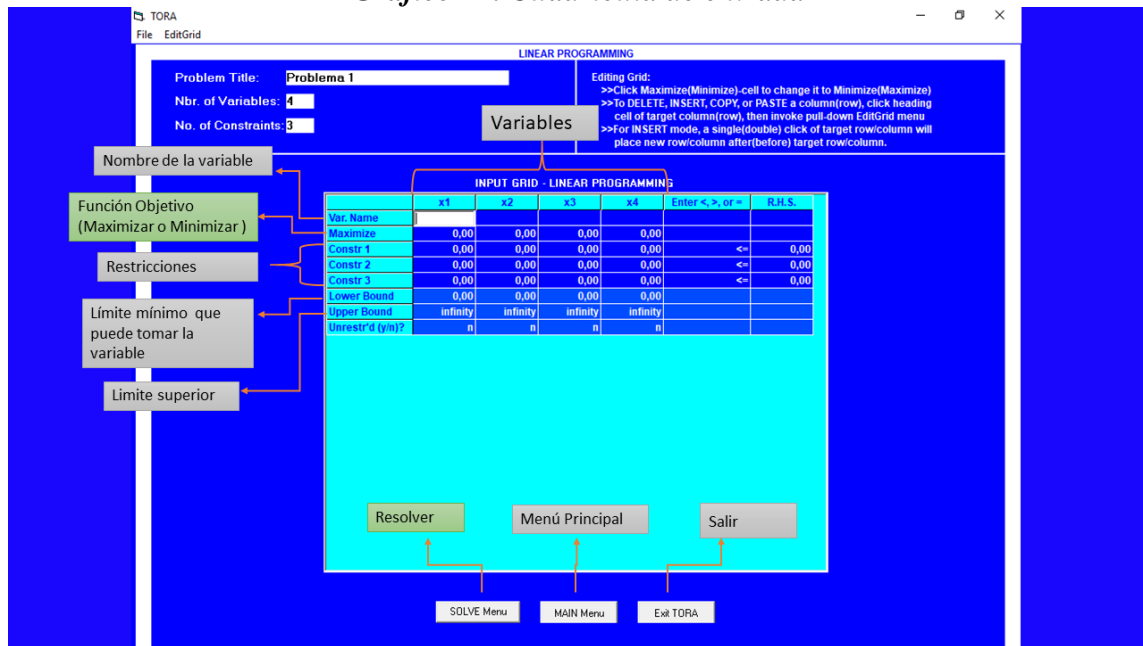 TORA
File EditGrid
LINEAR PROGRAMMING
Problem Title: Problema 1
Nbr. of Variables: 4
No. of Constraints: 3
Editing Grid:
>>Click Maximize(Minimize)-cell to change it to Minimize(Maximize)
>>To DELETE, INSERT, COPY, or PASTE a column(row), click heading
cell of target column(row), then invoke pull-down EditGrid menu
>>For INSERT mode, a single(double) click of target row/column will
place new row/column after(before) target row/column.
Variables
Nombre de la variable
Función Objetivo
(Maximizar o Minimizar )
Restricciones
Límite mínimo que
puede tomar la
variable
Limite superior
INPUT GRID - LINEAR PROGRAMMING
x1 x2 x3 x4 Enter <, >, or = R.H.S.
Var. Name
Maximize 0,00 0,00 0,00 0,00
Constr 1 0,00 0,00 0,00 0,00 <= 0,00
Constr 2 0,00 0,00 0,00 0,00 <= 0,00
Constr 3 0,00 0,00 0,00 0,00 <= 0,00
Lower Bound 0,00 0,00 0,00 0,00
Upper Bound infinity infinity infinity infinity
Unrestr'd (y/n)? n n n n
Resolver
Menú Principal
Salir
SOLVE Menu
MAIN Menu
Exit TORA